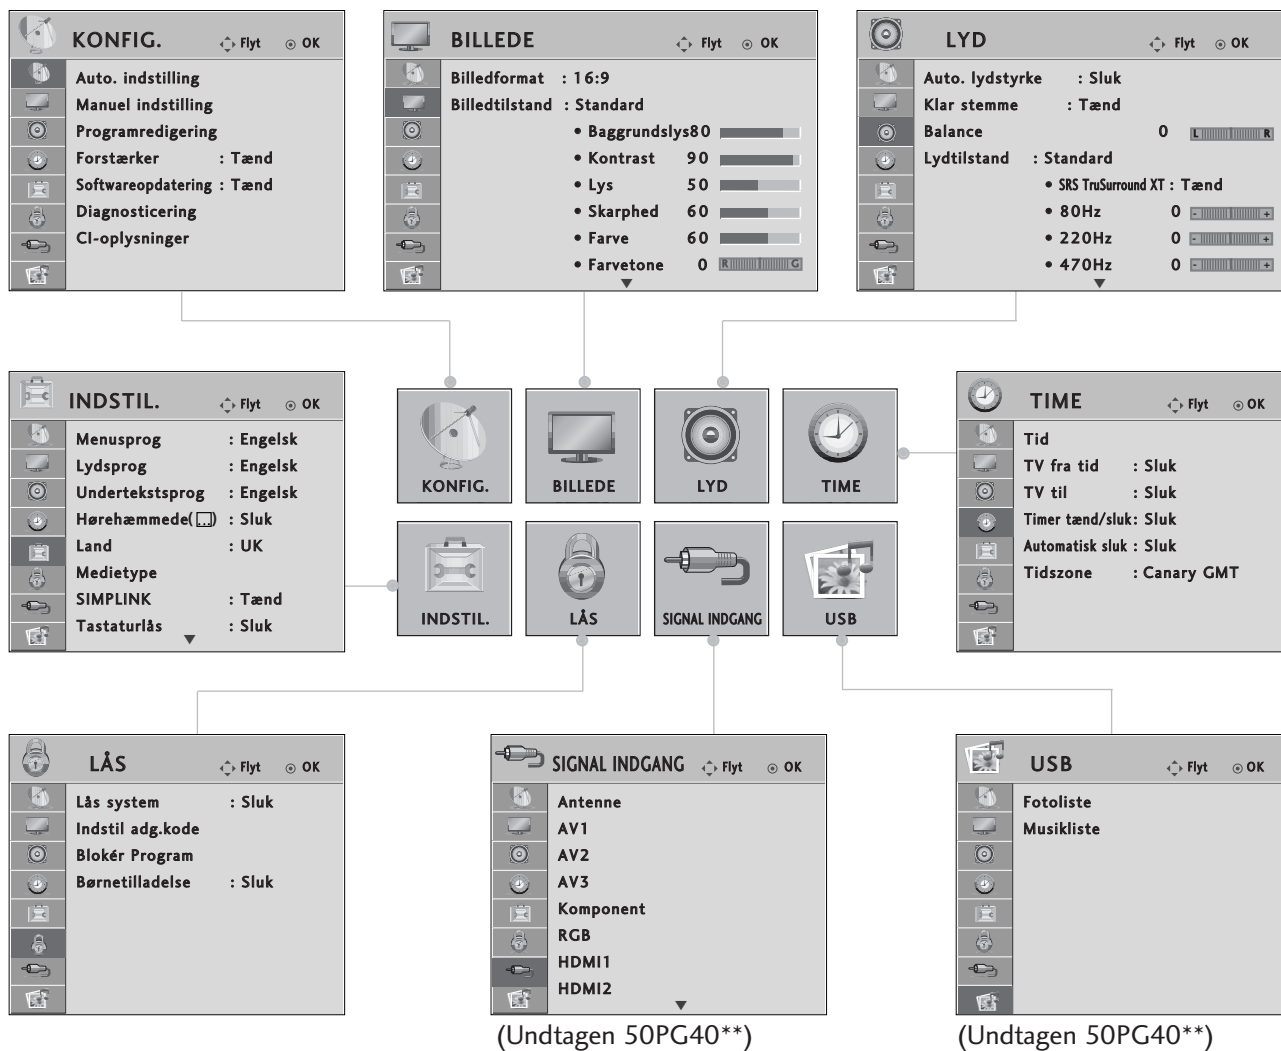 KONFIG. Flyt OK
Auto. indstilling
Manuel indstilling
Programredigering
Forstærker : Tænd
Softwareopdatering : Tænd
Diagnosticering
CI-oplysninger
BILLEDE Flyt OK
Billedformat : 16:9
Billedtilstand : Standard
• Baggrundslys80
• Kontrast 90
• Lys 50
• Skarphed 60
• Farve 60
• Farvetone 0 R G
LYD Flyt OK
Auto. lydstyrke : Sluk
Klar stemme : Tænd
Balance 0 L R
Lydtilstand : Standard
• SRS TruSurround XT : Tænd
• 80Hz 0 - +
• 220Hz 0 - +
• 470Hz 0 - +
INDSTIL. Flyt OK
Menusprog : Engelsk
Lydsprog : Engelsk
Undertekstsprog : Engelsk
Hørehæmmede( ) : Sluk
Land : UK
Medietype
SIMPLINK : Tænd
Tastaturlås : Sluk
KONFIG.
BILLEDE
LYD
TIME
INDSTIL.
LÅS
SIGNAL INDGANG
USB
TIME Flyt OK
Tid
TV fra tid : Sluk
TV til : Sluk
Timer tænd/sluk: Sluk
Automatisk sluk : Sluk
Tidszone : Canary GMT
LÅS Flyt OK
Lås system : Sluk
Indstil adg.kode
Blokér Program
Børnetilladelse : Sluk
SIGNAL INDGANG Flyt OK
Antenne
AV1
AV2
AV3
Komponent
RGB
HDMI1
HDMI2
(Undtagen 50PG40**)
USB Flyt OK
Fotoliste
Musikliste
(Undtagen 50PG40**)